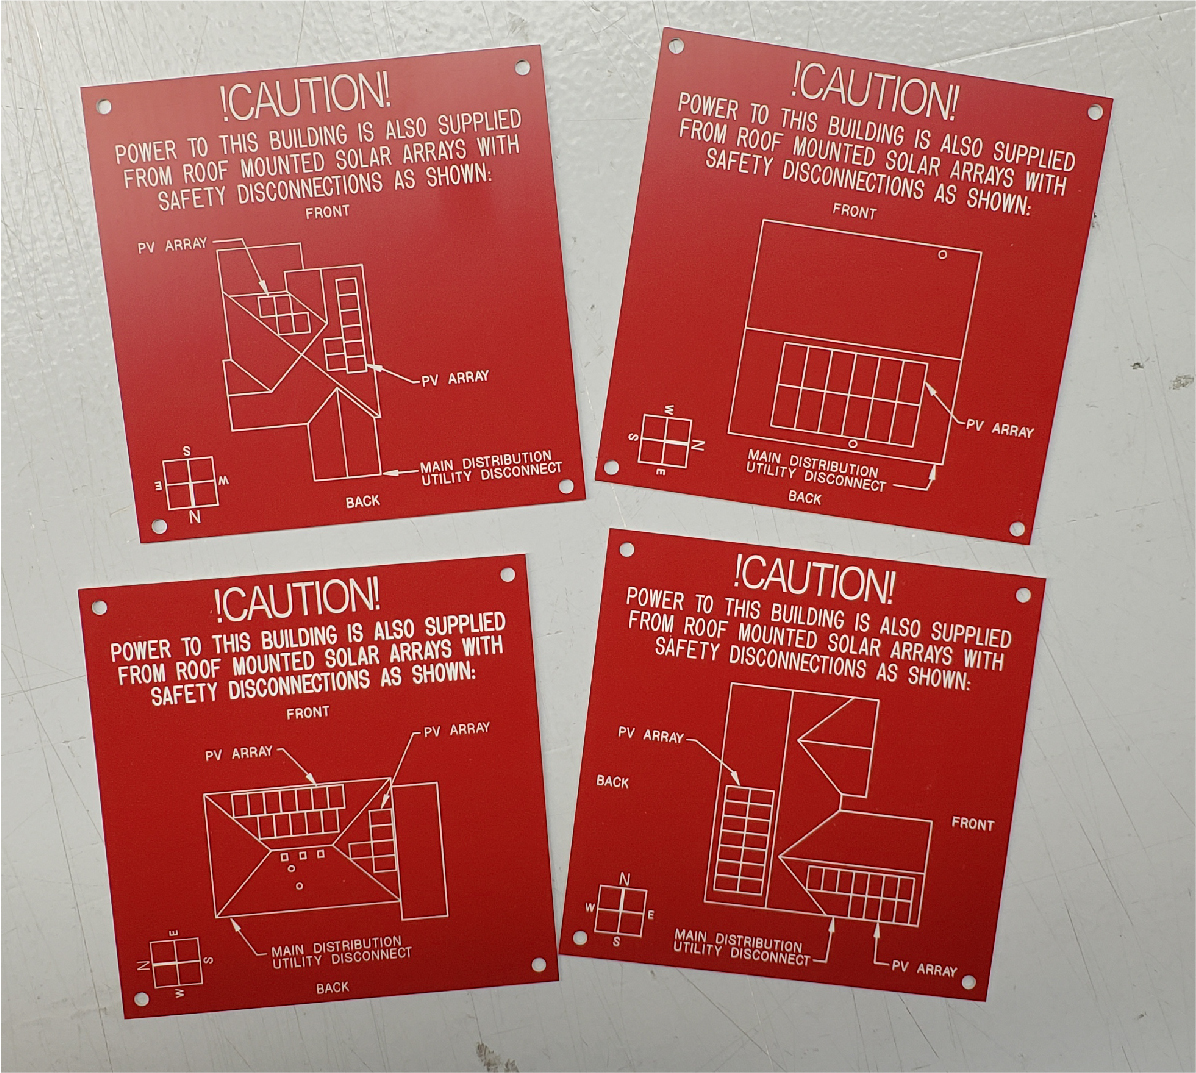 !CAUTION!
POWER TO THIS BUILDING IS ALSO SUPPLIED
FROM ROOF MOUNTED SOLAR ARRAYS WITH
SAFETY DISCONNECTIONS AS SHOWN:
FRONT
PV ARRAY
PV ARRAY
MAIN DISTRIBUTION
UTILITY DISCONNECT
S
E
W
N
BACK
!CAUTION!
POWER TO THIS BUILDING IS ALSO SUPPLIED
FROM ROOF MOUNTED SOLAR ARRAYS WITH
SAFETY DISCONNECTIONS AS SHOWN:
FRONT
PV ARRAY
W
S
N
E
MAIN DISTRIBUTION
UTILITY DISCONNECT
BACK
!CAUTION!
POWER TO THIS BUILDING IS ALSO SUPPLIED
FROM ROOF MOUNTED SOLAR ARRAYS WITH
SAFETY DISCONNECTIONS AS SHOWN:
FRONT
PV ARRAY
PV ARRAY
E
N
S
W
MAIN DISTRIBUTION
UTILITY DISCONNECT
BACK
!CAUTION!
POWER TO THIS BUILDING IS ALSO SUPPLIED
FROM ROOF MOUNTED SOLAR ARRAYS WITH
SAFETY DISCONNECTIONS AS SHOWN:
PV ARRAY
BACK
FRONT
N
W
E
S
MAIN DISTRIBUTION
UTILITY DISCONNECT
PV ARRAY